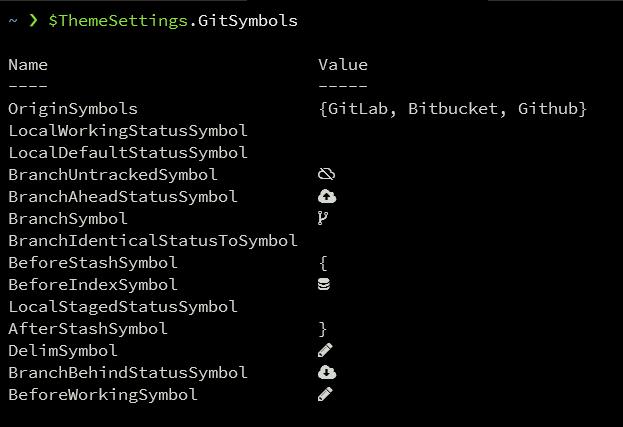 ~ ❯ $ThemeSettings.GitSymbols
Name Value
---- -----
OriginSymbols {GitLab, Bitbucket, Github}
LocalWorkingStatusSymbol
LocalDefaultStatusSymbol
BranchUntrackedSymbol
BranchAheadStatusSymbol
BranchSymbol
BranchIdenticalStatusToSymbol
BeforeStashSymbol {
BeforeIndexSymbol
LocalStagedStatusSymbol
AfterStashSymbol }
DelimSymbol
BranchBehindStatusSymbol
BeforeWorkingSymbol